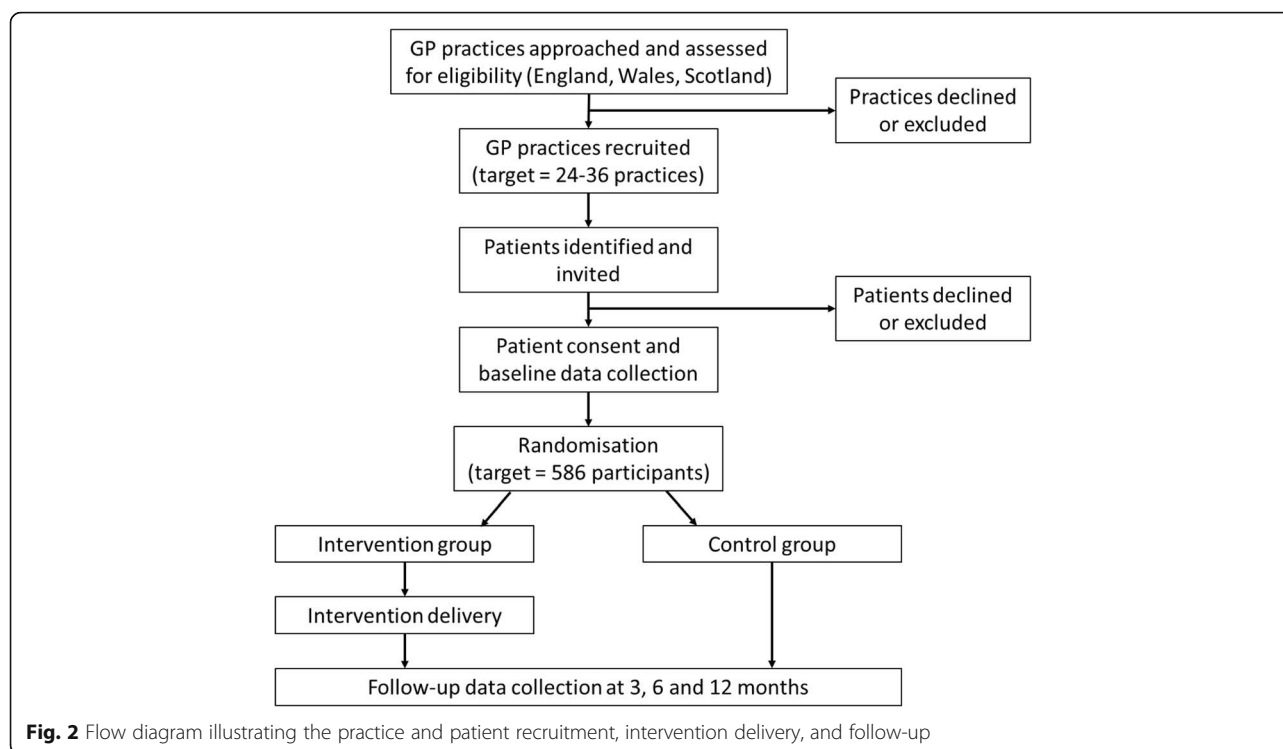 GP practices approached and assessed
for eligibility (England, Wales, Scotland)
Practices declined
or excluded
GP practices recruited
(target = 24-36 practices)
Patients identified and
invited
Patients declined
or excluded
Patient consent and
baseline data collection
Randomisation
(target = 586 participants)
Intervention group
Control group
Intervention delivery
Follow-up data collection at 3, 6 and 12 months
Fig. 2 Flow diagram illustrating the practice and patient recruitment, intervention delivery, and follow-up